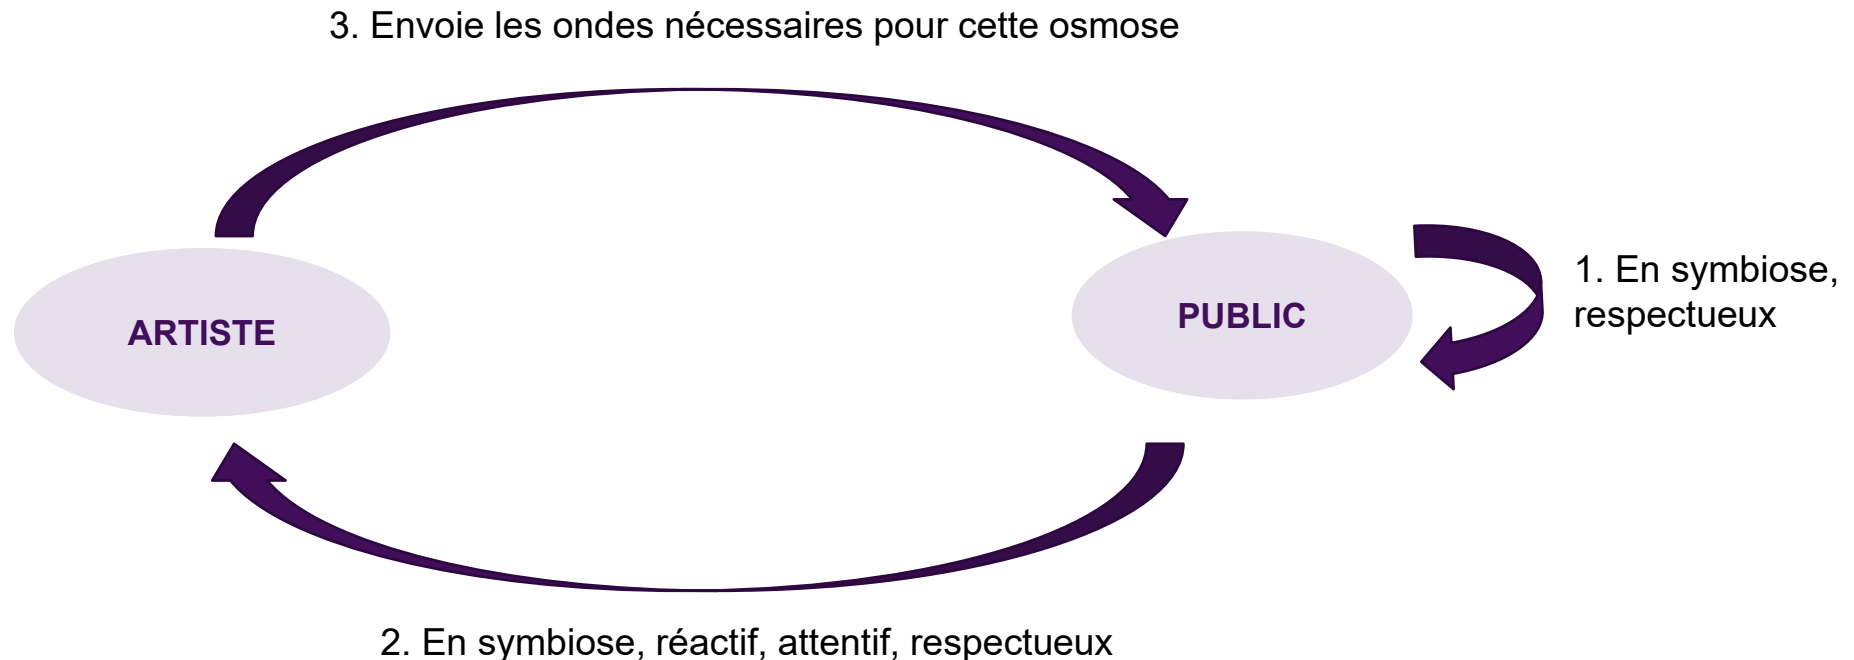 3. Envoie les ondes nécessaires pour cette osmose
ARTISTE
PUBLIC
1. En symbiose,
respectueux
2. En symbiose, réactif, attentif, respectueux